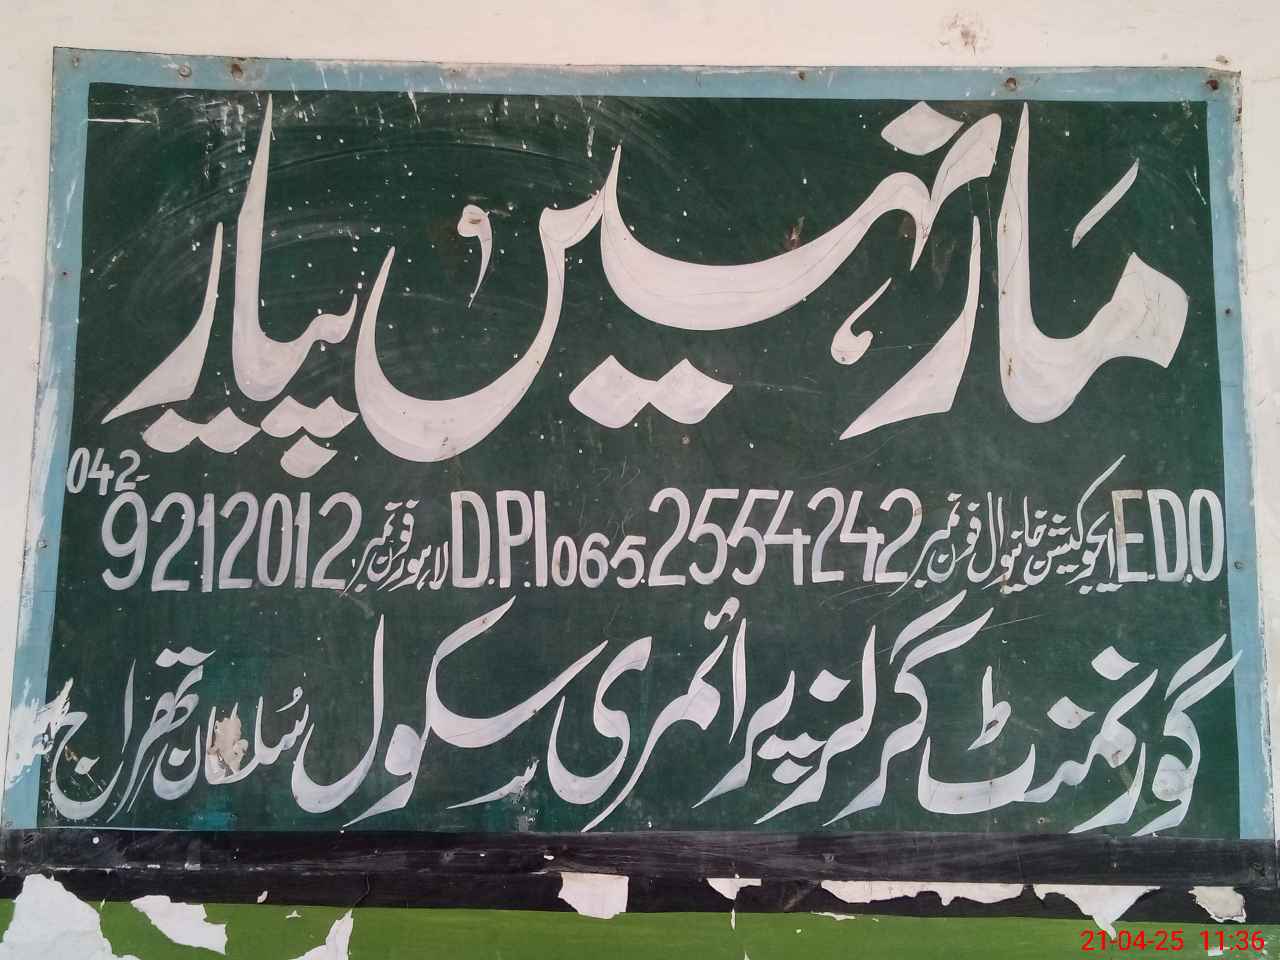 مار نہیں پیار
E.D.O ایجوکیشن خانیوال فون نمبر 065.2554242 D.P.I لاہور فون نمبر 042-9212012
گورنمنٹ گرلز پرائمری سکول سلطان تھراج
21-04-25 11:36